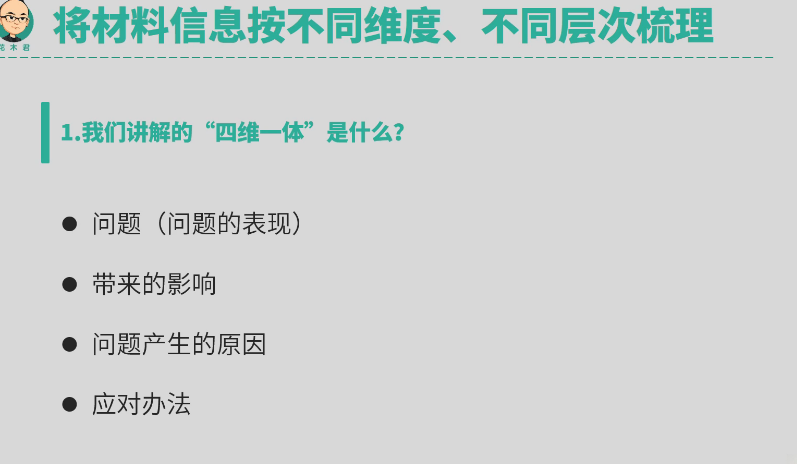 将材料信息按不同维度、不同层次梳理
花木君
1.我们讲解的“四维一体”是什么?
● 问题（问题的表现）
● 带来的影响
● 问题产生的原因
● 应对办法